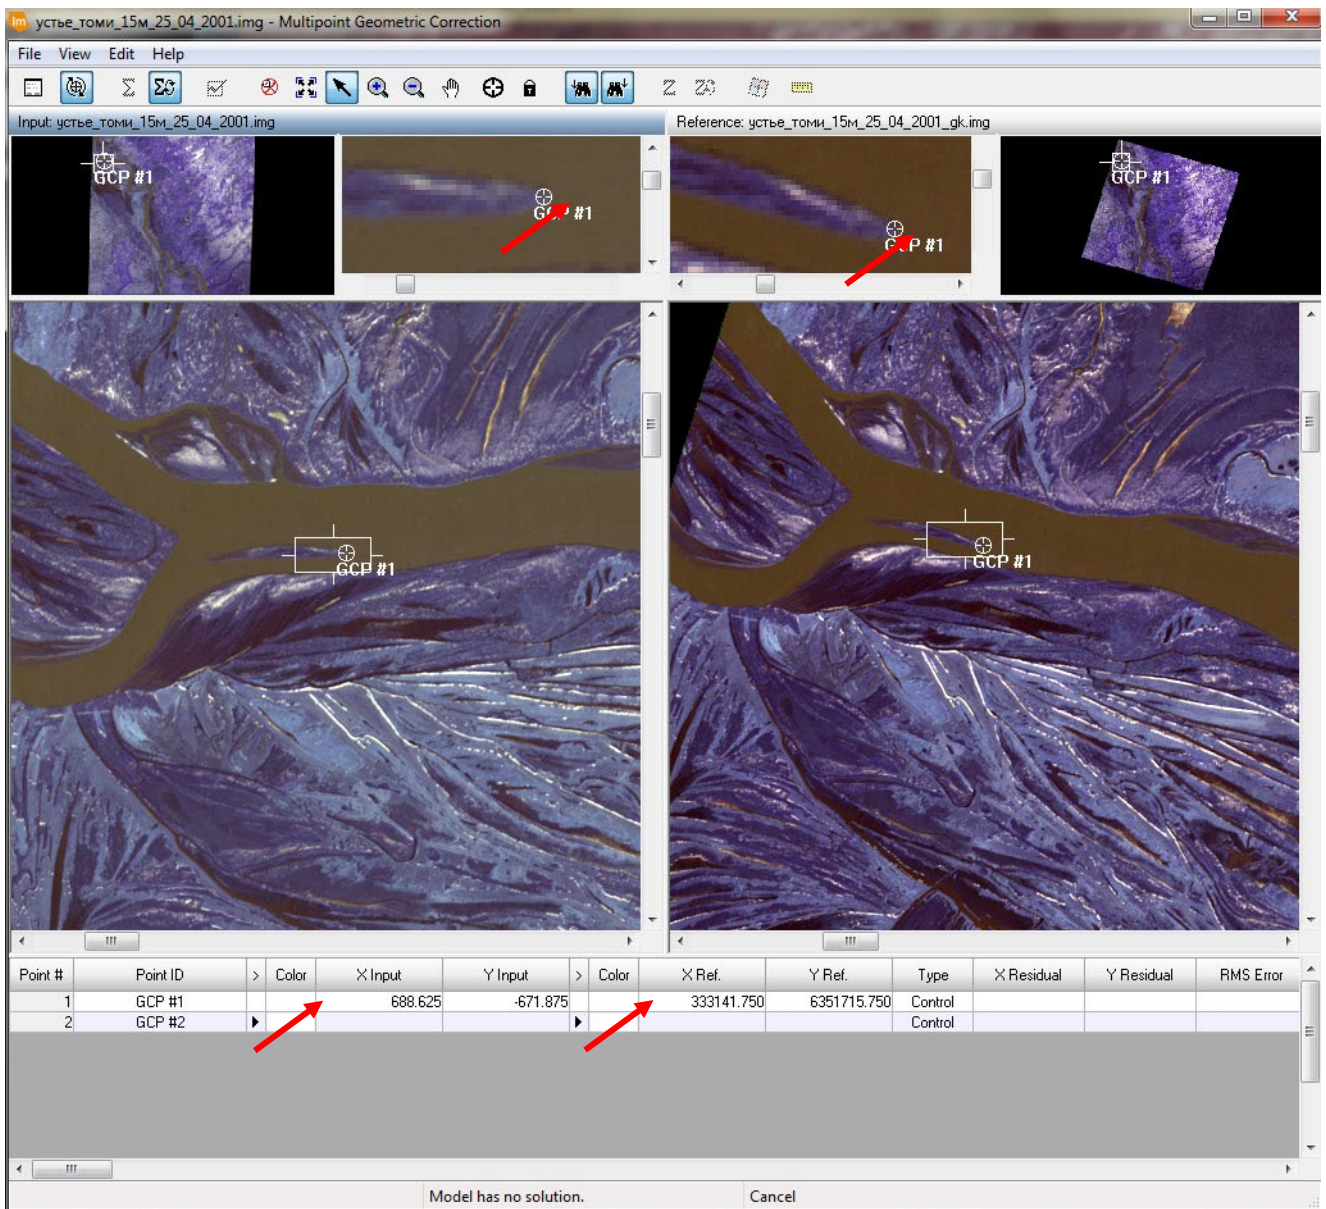 устье_томи_15м_25_04_2001.img - Multipoint Geometric Correction
File View Edit Help
Input: устье_томи_15м_25_04_2001.img
Reference: устье_томи_15м_25_04_2001_gk.img
GCP #1
GCP #1
GCP #1
GCP #1
GCP #1
GCP #1
Point # Point ID > Color X Input Y Input > Color X Ref. Y Ref. Type X Residual Y Residual RMS Error
1 GCP #1 688.625 -671.875 333141.750 6351715.750 Control
2 GCP #2 Control
Model has no solution. Cancel